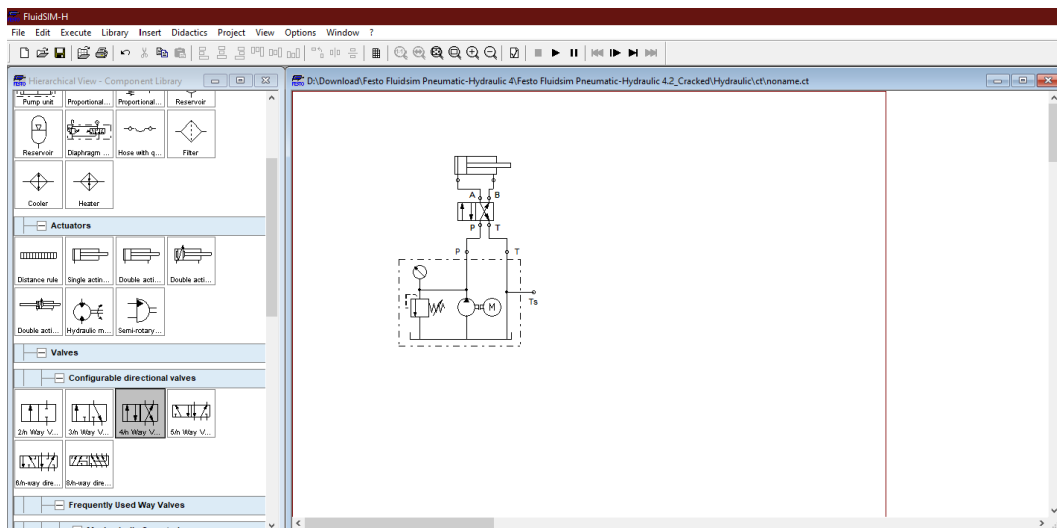 FluidSIM-H
File Edit Execute Library Insert Didactics Project View Options Window ?
Hierarchical View - Component Library
D:\Download\Festo Fluidsim Pneumatic-Hydraulic 4\Festo Fluidsim Pneumatic-Hydraulic 4.2_Cracked\Hydraulic\ct\noname.ct
Pump unit Proportional... Proportional... Reservoir
Reservoir Diaphragm ... Hose with q... Filter
Cooler Heater
Actuators
Distance rule Single actin... Double acti... Double acti...
Double acti... Hydraulic m... Semi-rotary...
Valves
Configurable directional valves
2/n Way V... 3/n Way V... 4/n Way V... 5/n Way V...
6/n-way dire... 8/n-way dire...
Frequently Used Way Valves
A B
P T
P T
M
Ts